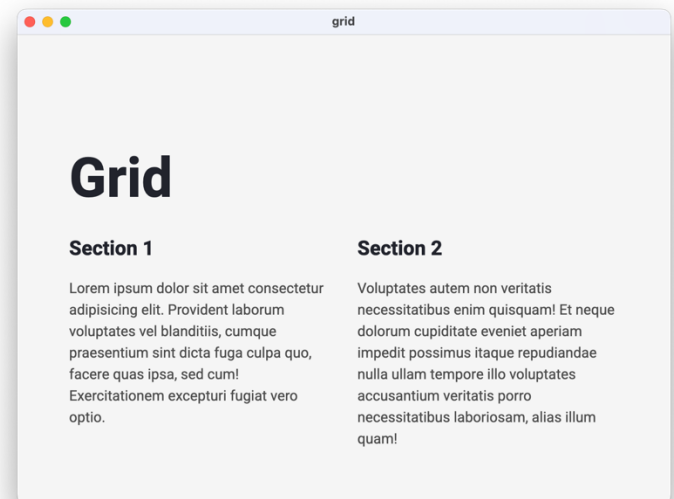 grid
Grid
Section 1
Lorem ipsum dolor sit amet consectetur
adipisicing elit. Provident laborum
voluptates vel blanditiis, cumque
praesentium sint dicta fuga culpa quo,
facere quas ipsa, sed cum!
Exercitationem excepturi fugiat vero
optio.
Section 2
Voluptates autem non veritatis
necessitatibus enim quisquam! Et neque
dolorum cupiditate eveniet aperiam
impedit possimus itaque repudiandae
nulla ullam tempore illo voluptates
accusantium veritatis porro
necessitatibus laboriosam, alias illum
quam!